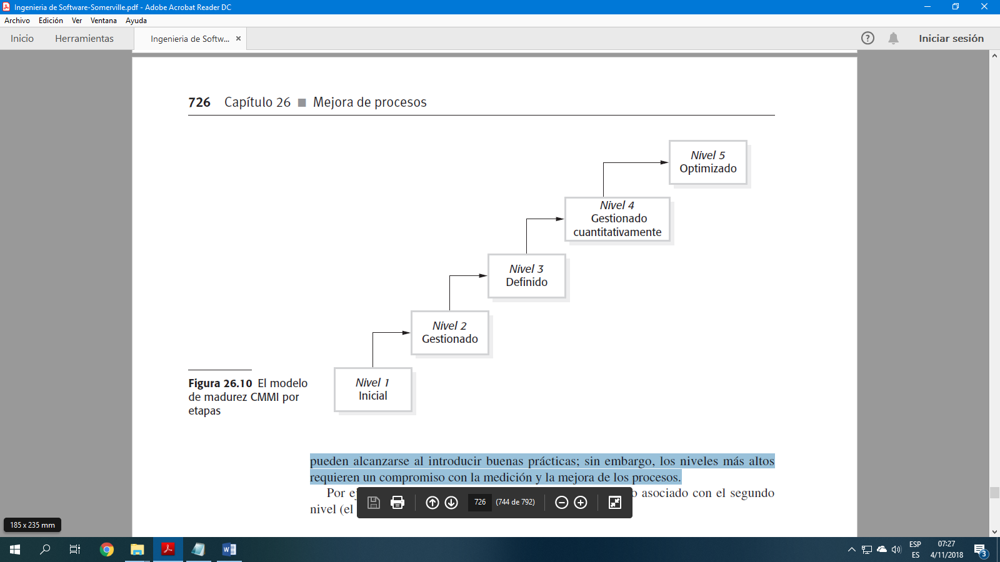 Ingenieria de Software-Somerville.pdf - Adobe Acrobat Reader DC
Archivo Edición Ver Ventana Ayuda
Inicio Herramientas Ingenieria de Softw... × ? Iniciar sesión
726 Capítulo 26 ■ Mejora de procesos
Nivel 5
Optimizado
Nivel 4
Gestionado
cuantitativamente
Nivel 3
Definido
Nivel 2
Gestionado
Nivel 1
Inicial
Figura 26.10 El modelo
de madurez CMMI por
etapas
pueden alcanzarse al introducir buenas prácticas; sin embargo, los niveles más altos
requieren un compromiso con la medición y la mejora de los procesos.
Por ej o asociado con el segundo
nivel (el
726 (744 de 792)
185 x 235 mm
ESP
ES
07:27
4/11/2018
3